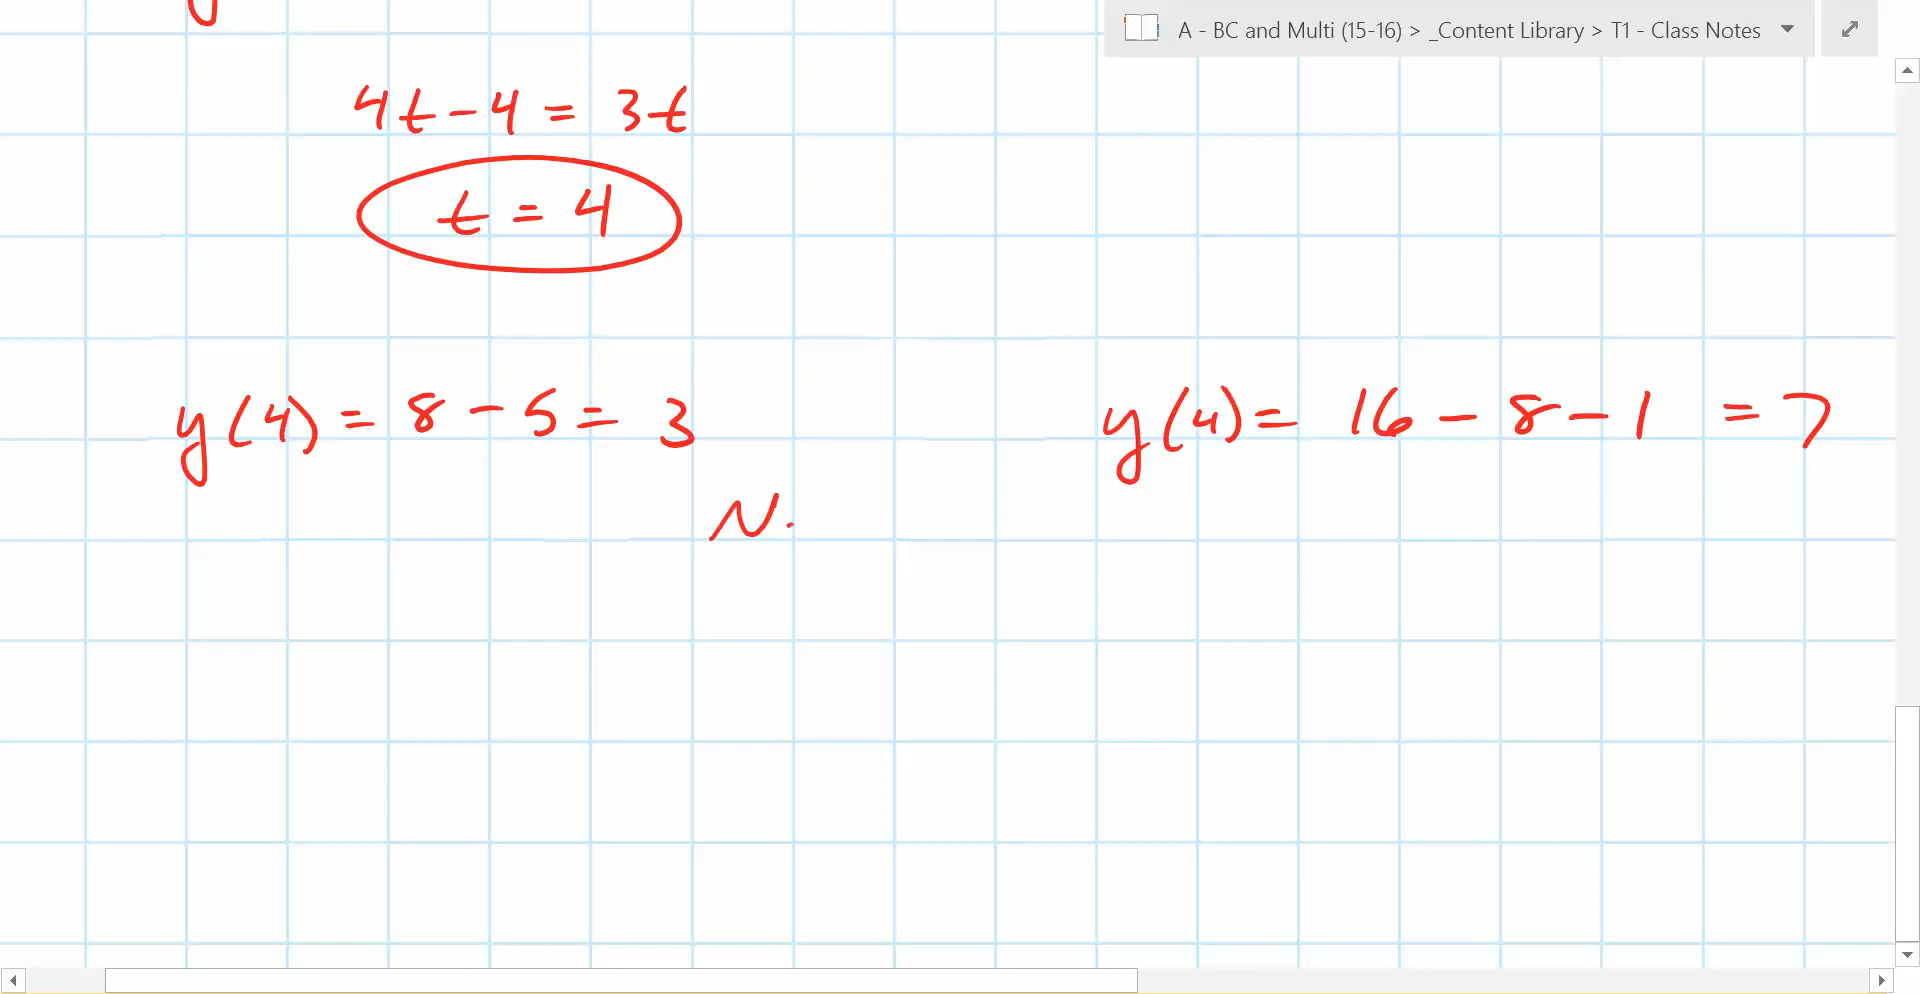 A - BC and Multi (15-16) > _Content Library > T1 - Class Notes
4t - 4 = 3t
t = 4
y(4) = 8 - 5 = 3
y(4) = 16 - 8 - 1 = 7
N.